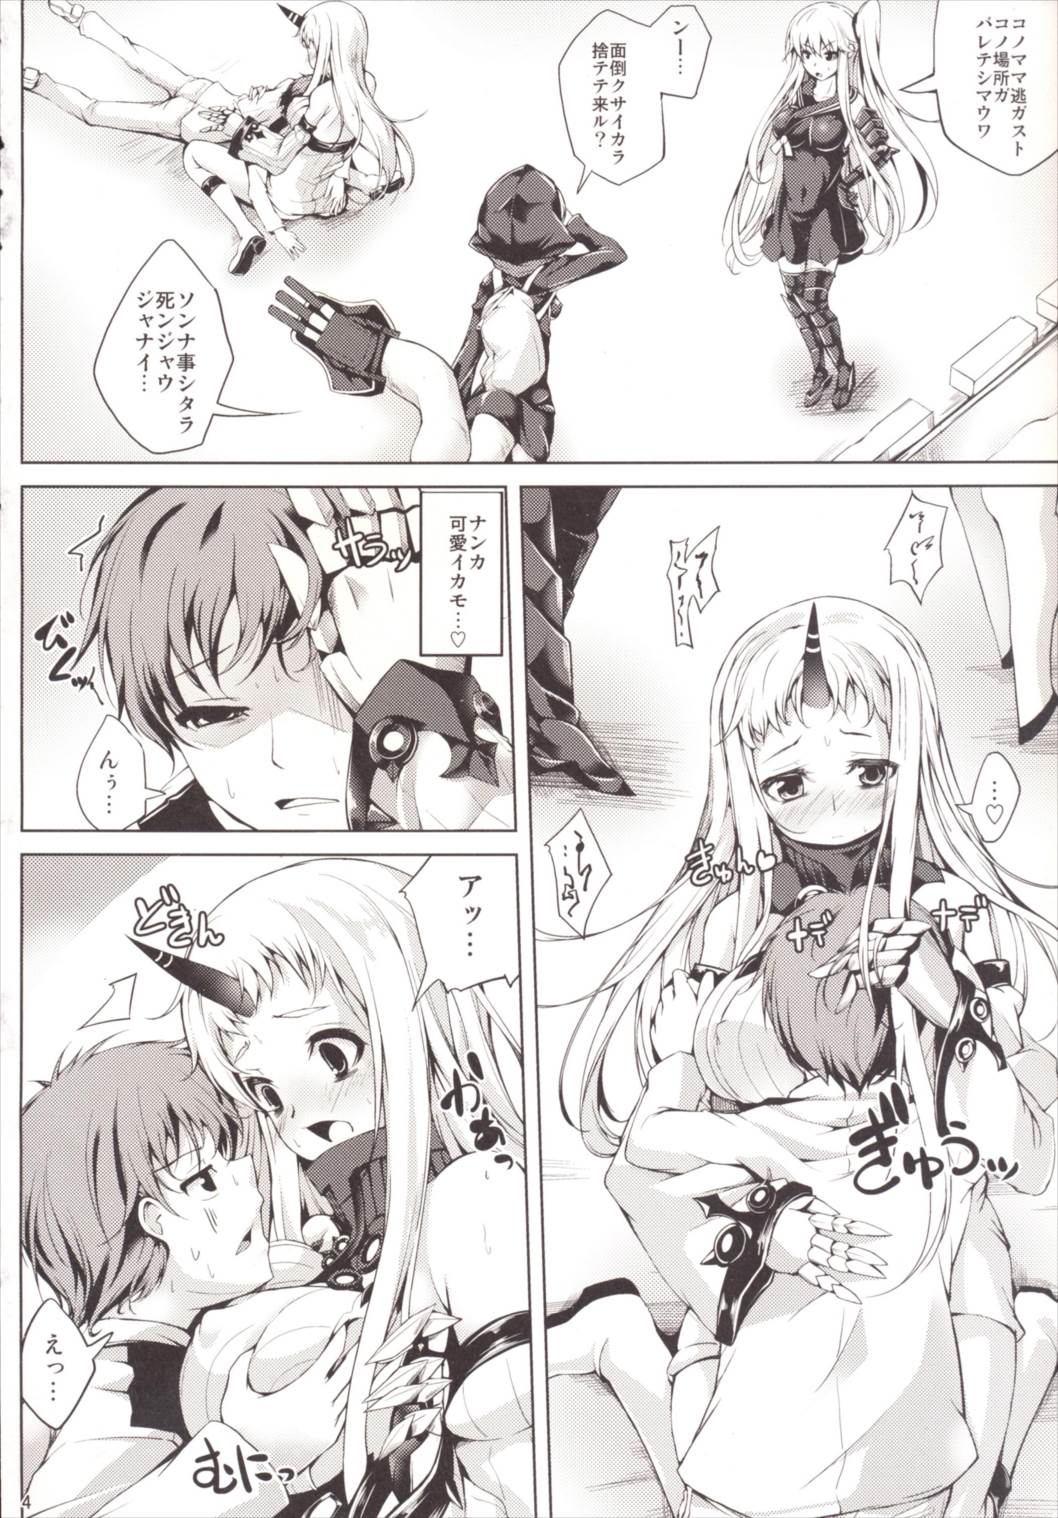 コノママ逃ガスト
コノ場所ガ
バレテシマウワ
ンー…
面倒クサイカラ
捨テテ来ル？
ソンナ事シタラ
死ンジャウ
ジャナイ…
…♡
きゅん♡
ナデ
ナデ
ぎゅうッ
ナンカ
可愛イカモ…♡
サラッ
びくッ
んぅ…
アッ…
どきん
わぁっ
えっ…
むにっ
4